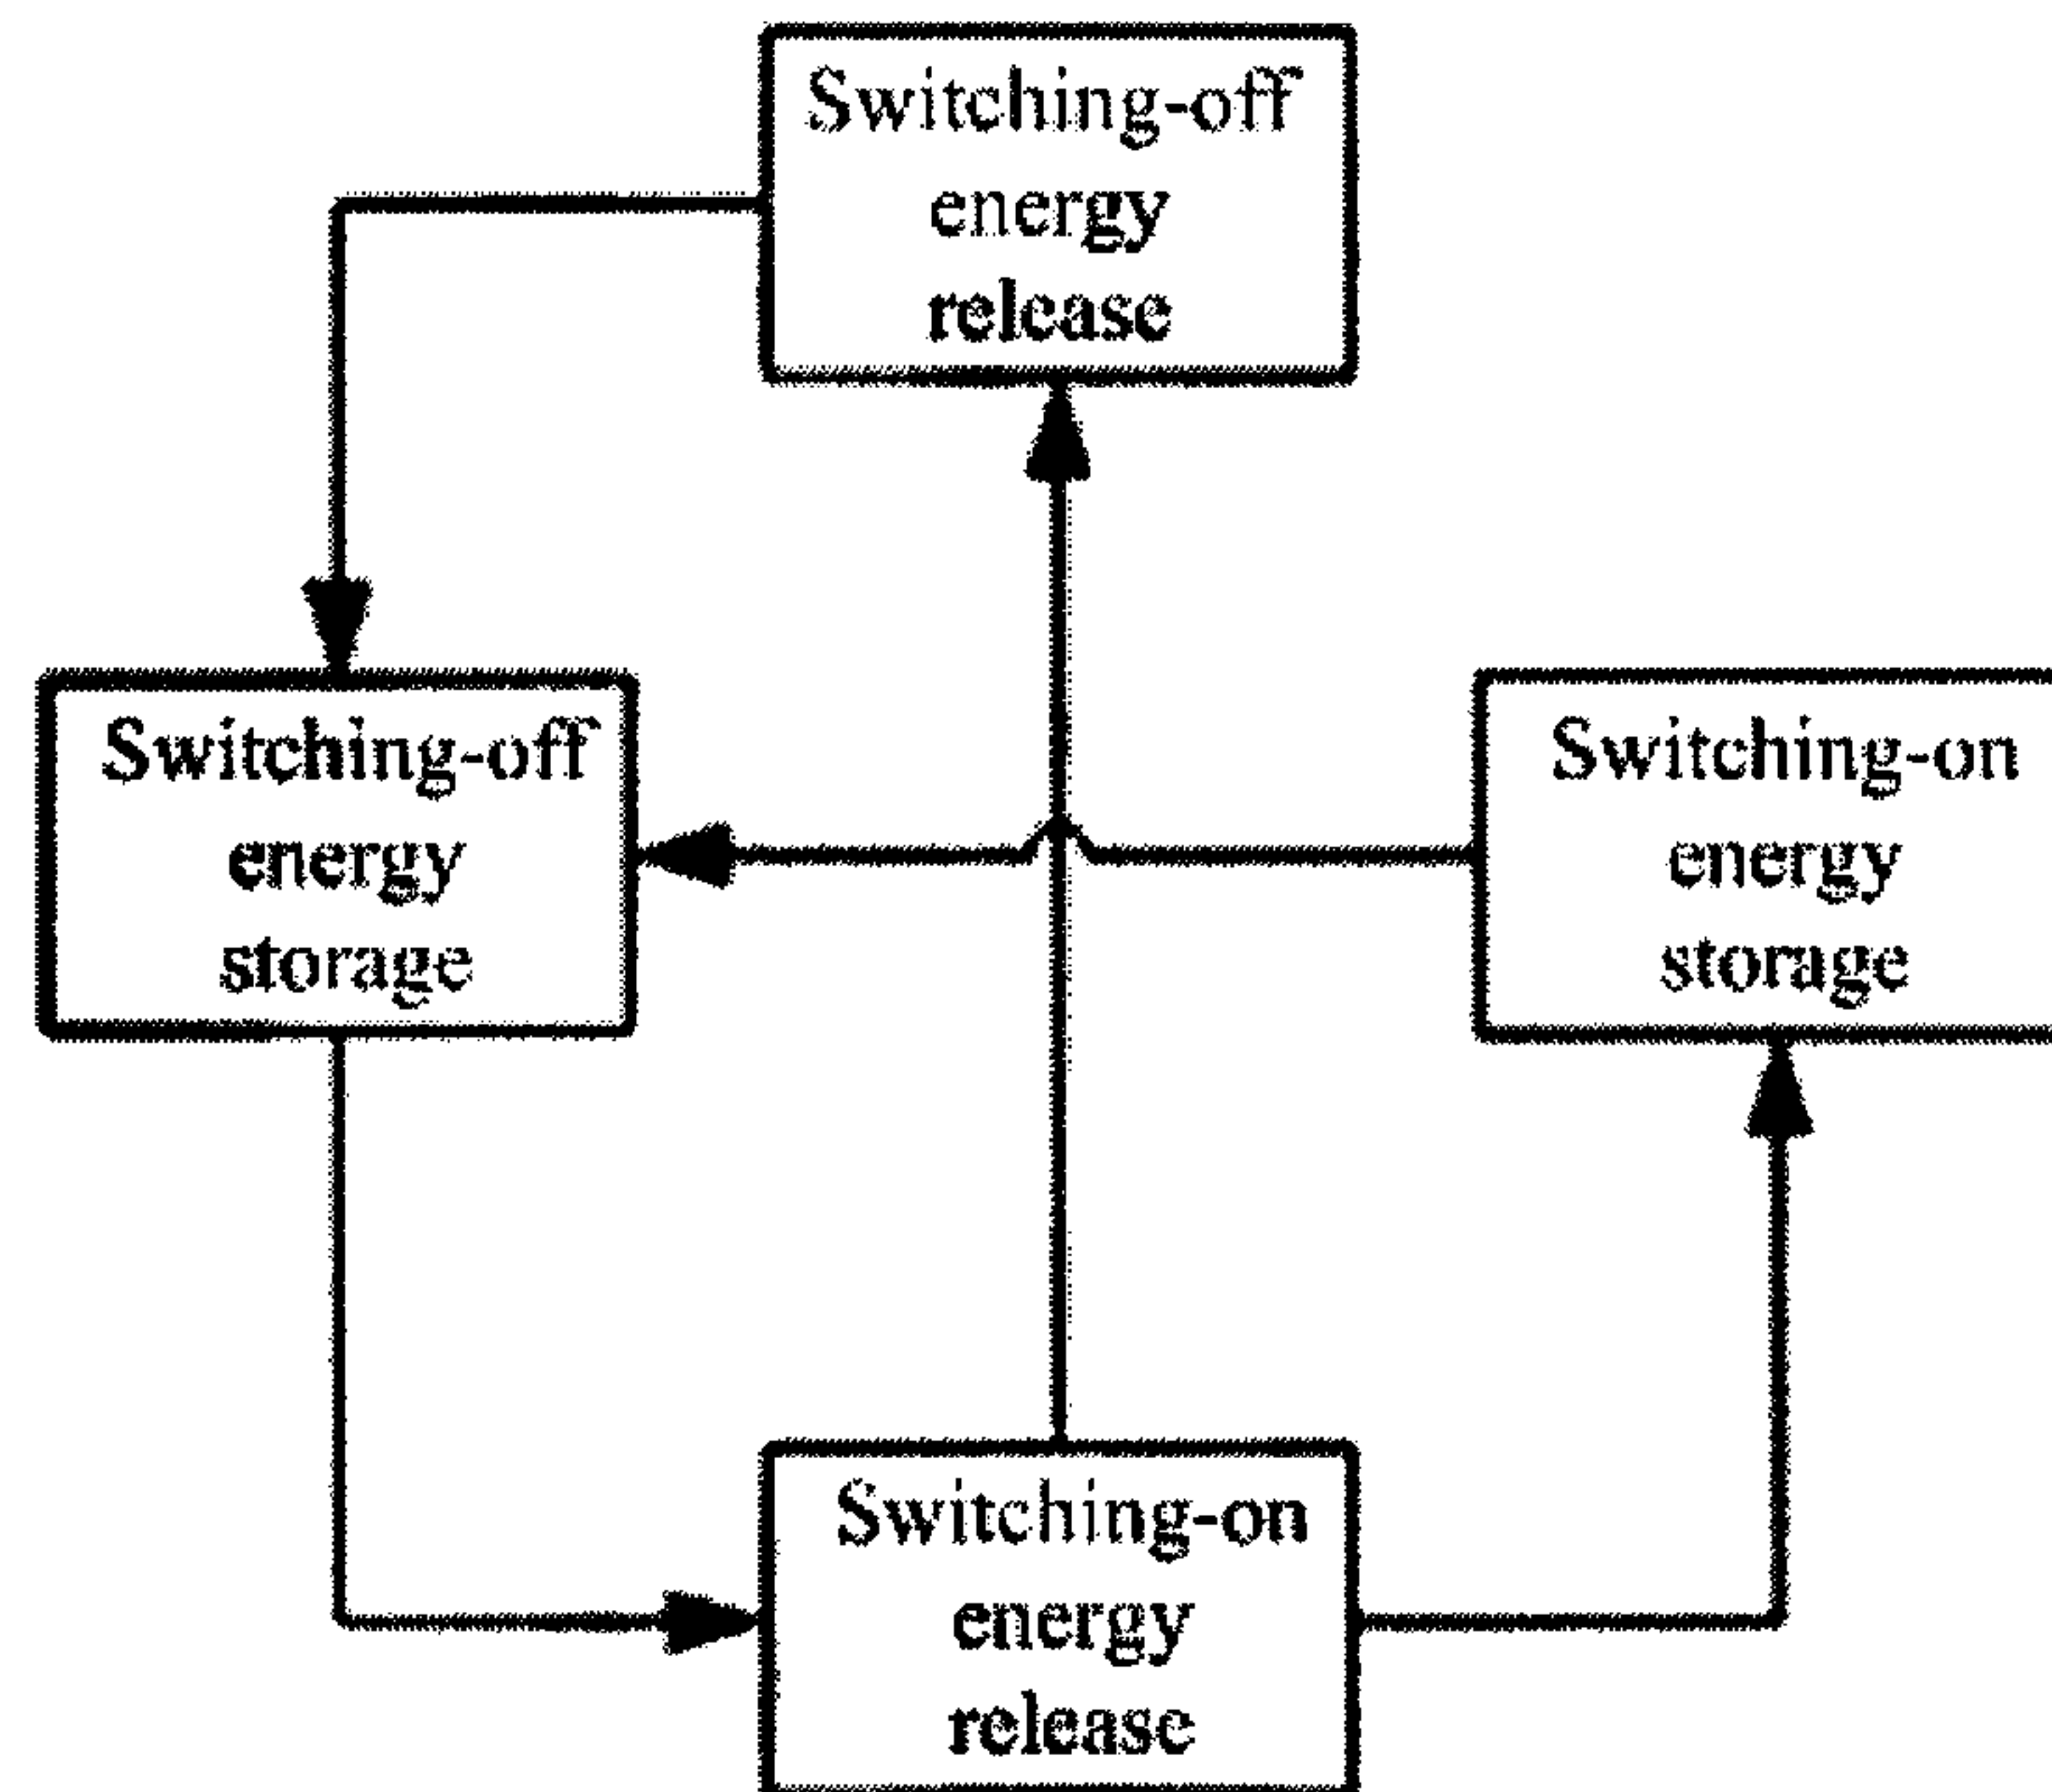 Switching-off
energy
release
Switching-off
energy
storage
Switching-on
energy
storage
Switching-on
energy
release